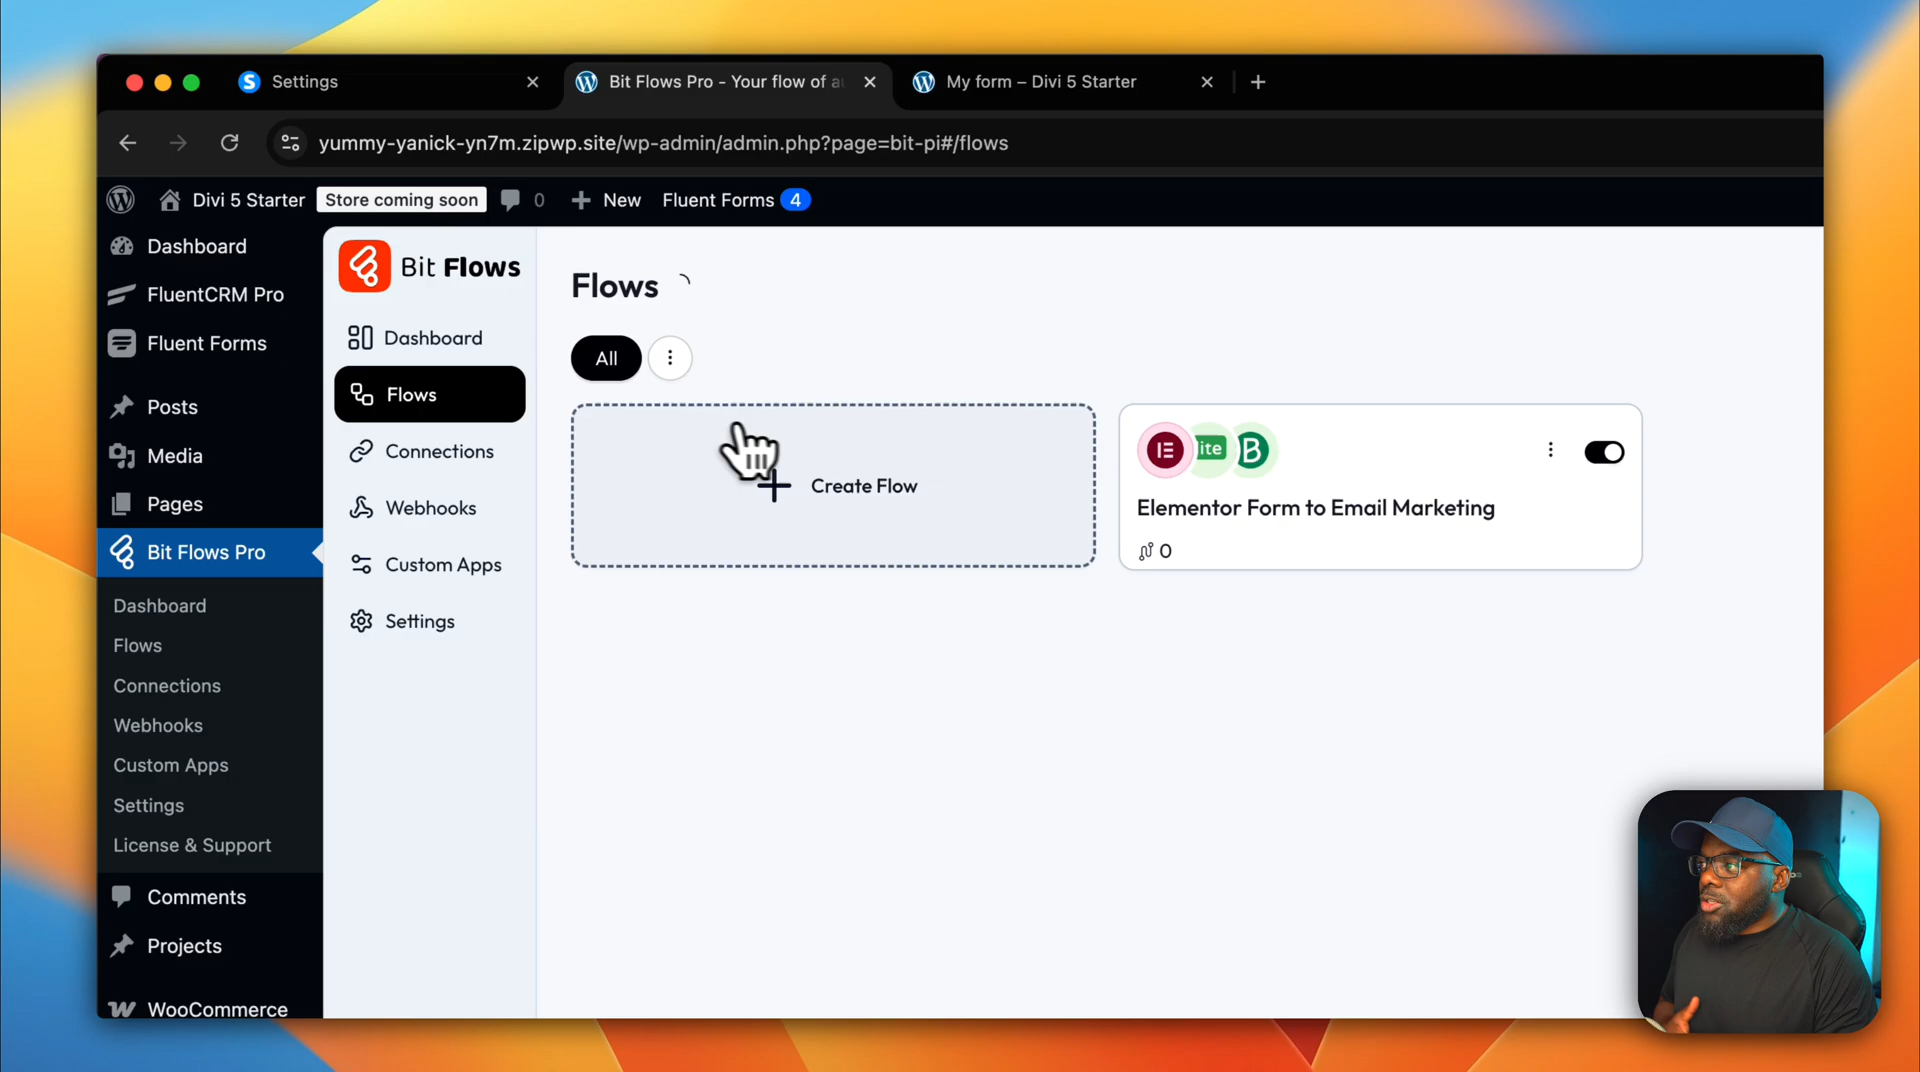 Settings
Bit Flows Pro - Your flow of au
My form – Divi 5 Starter
yummy-yanick-yn7m.zipwp.site/wp-admin/admin.php?page=bit-pi#/flows
Divi 5 Starter
Store coming soon
0
New
Fluent Forms 4
Dashboard
FluentCRM Pro
Fluent Forms
Posts
Media
Pages
Bit Flows Pro
Dashboard
Flows
Connections
Webhooks
Custom Apps
Settings
License & Support
Comments
Projects
WooCommerce
Bit Flows
Dashboard
Flows
Connections
Webhooks
Custom Apps
Settings
Flows
All
Create Flow
lite
B
Elementor Form to Email Marketing
0